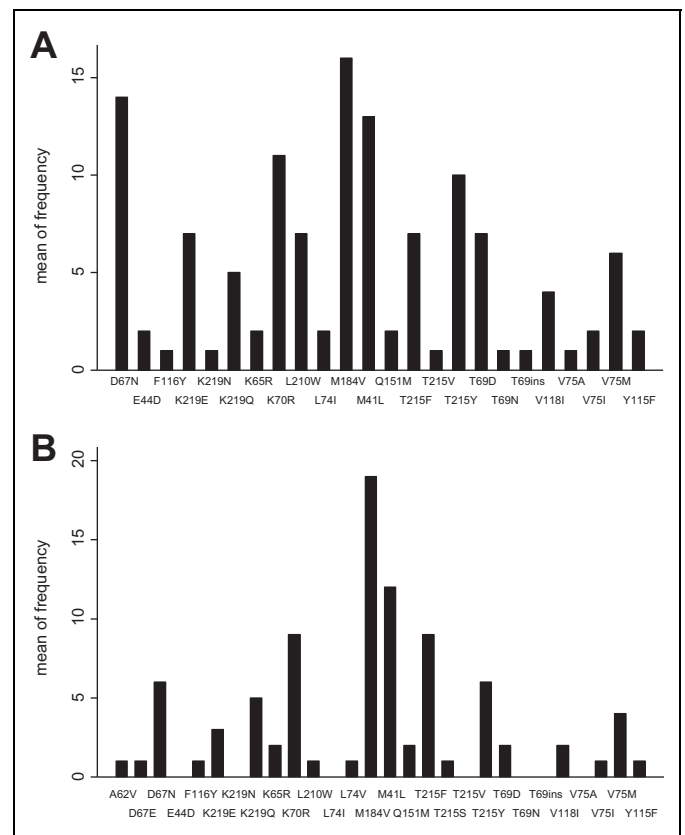 A
mean of frequency
15
10
5
0
D67N F116Y K219N K65R L210W M184V Q151M T215V T69D T69ins V75A V75M
E44D K219E K219Q K70R L74I M41L T215F T215Y T69N V118I V75I Y115F
B
mean of frequency
20
15
10
5
0
A62V D67N F116Y K219N K65R L210W L74V M41L T215F T215V T69D T69ins V75A V75M
D67E E44D K219E K219Q K70R L74I M184V Q151M T215S T215Y T69N V118I V75I Y115F